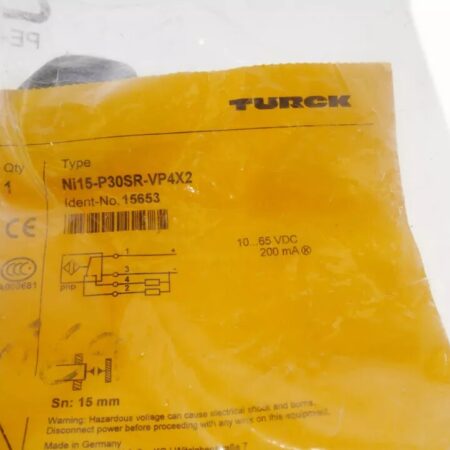 PE
TURCK
Qty
Type
1
Ni15-P30SR-VP4X2
Ident-No. 15653
CE
10...65 VDC
200 mA
1
+
3
-
4
2
pnp
CCC
Sn: 15 mm
Warning: Hazardous voltage can cause electrical shock and burns.
Disconnect power before proceeding with any work on this equipment.
Made in Germany